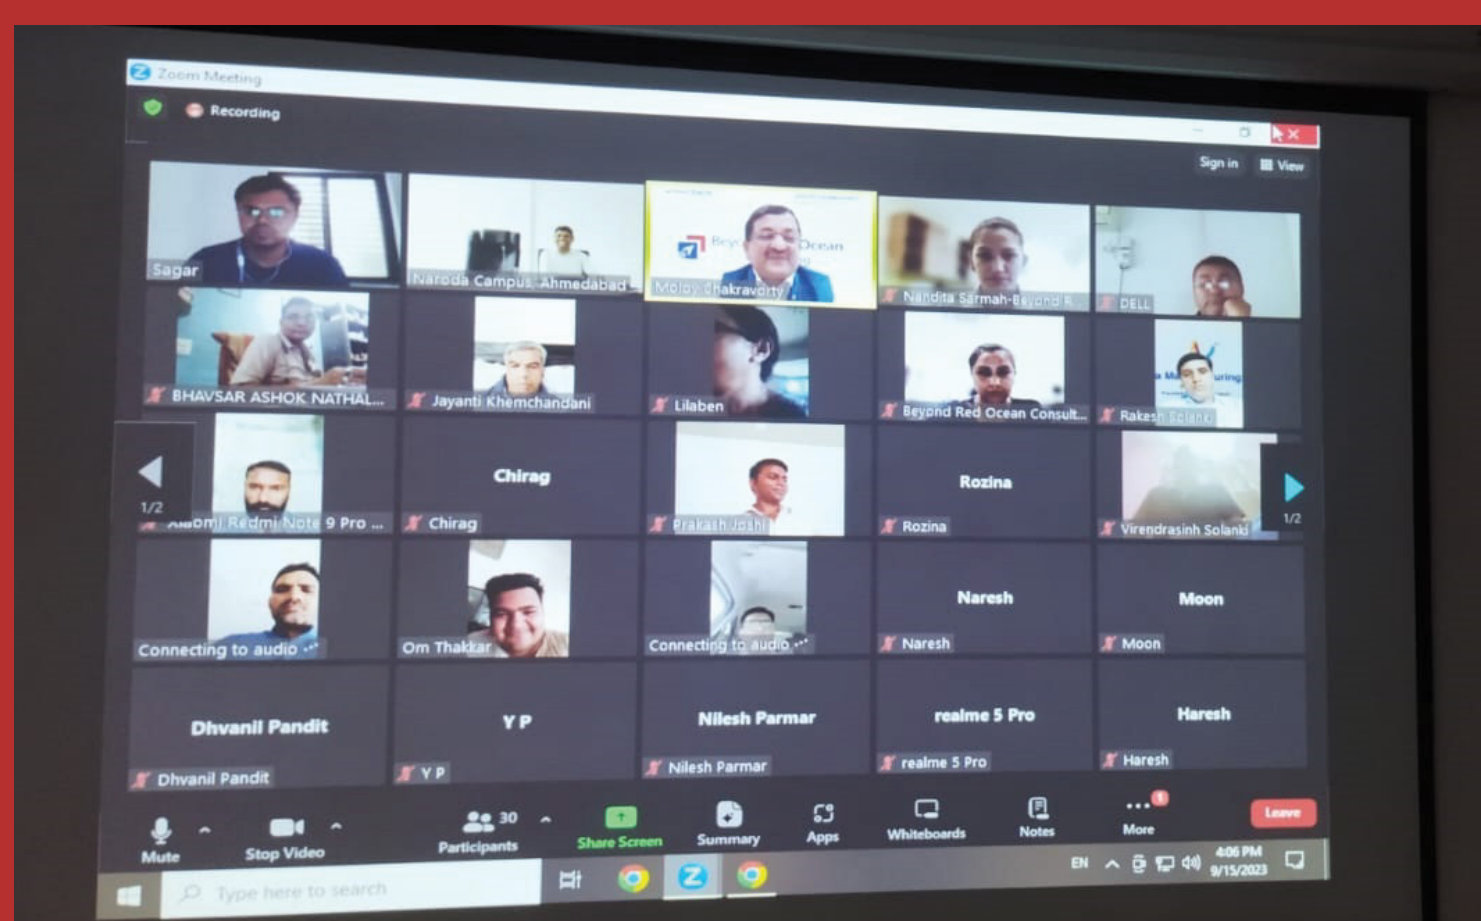 Zoom Meeting
Recording
Sign in
View
Sagar
Naroda Campus, Ahmedabad
Beyo Ocean
Moloy Chakravorty
Nandita Sarmah-Beyond R...
DELL
BHAVSAR ASHOK NATHAL...
Jayanti Khemchandani
Lilaben
Beyond Red Ocean Consult...
Rakesh Solanki
1/2
Xiaomi Redmi Note 9 Pro ...
Chirag
Chirag
Prakash Joshi
Rozina
Rozina
Virendrasinh Solanki
1/2
Connecting to audio ...
Om Thakkar
Connecting to audio ...
Naresh
Naresh
Moon
Moon
Dhvanil Pandit
Dhvanil Pandit
Y P
Y P
Nilesh Parmar
Nilesh Parmar
realme 5 Pro
realme 5 Pro
Haresh
Haresh
Mute
Stop Video
30
Participants
Share Screen
Summary
Apps
Whiteboards
Notes
1
More
Leave
Type here to search
EN
4:06 PM
9/15/2023